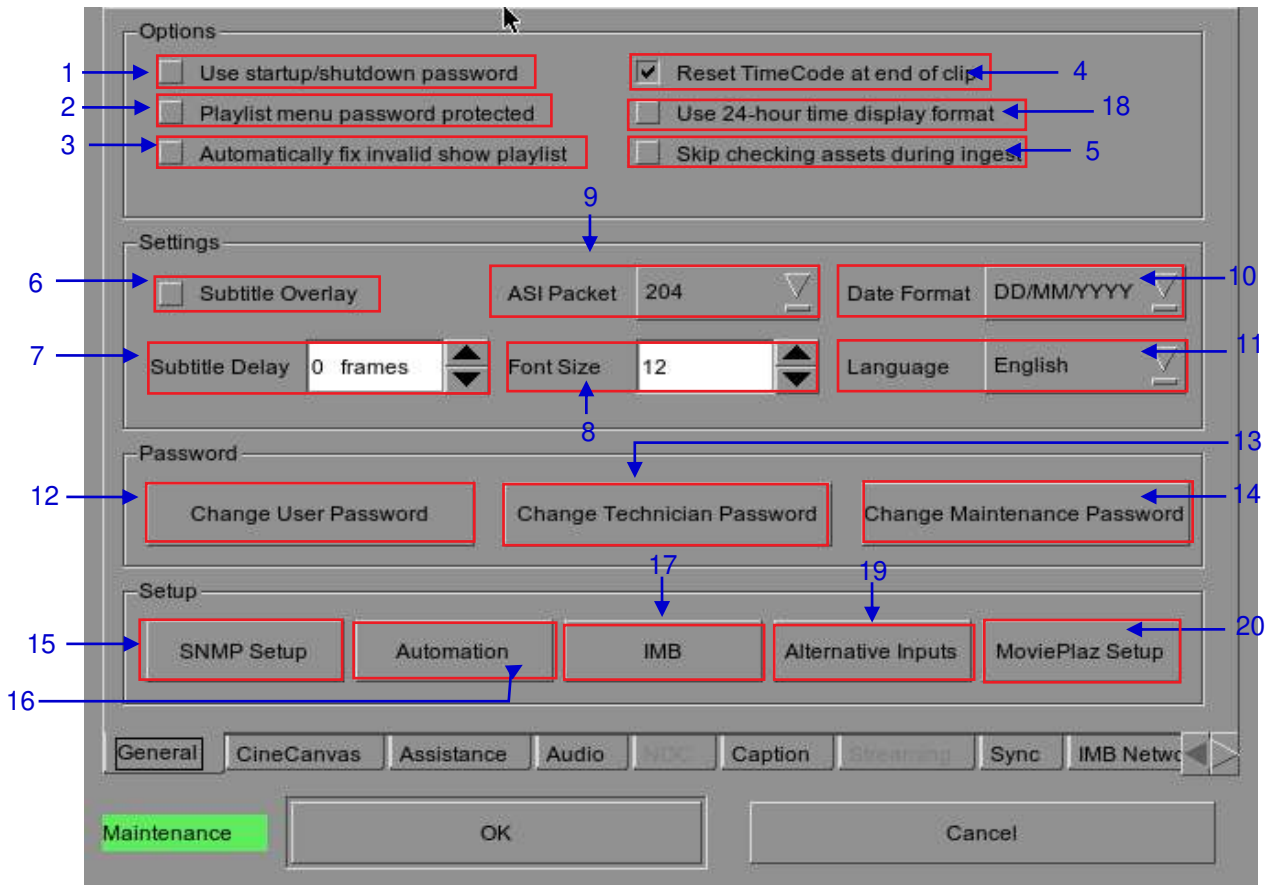 Options
1 Use startup/shutdown password
Reset TimeCode at end of clip 4
2 Playlist menu password protected
Use 24-hour time display format 18
3 Automatically fix invalid show playlist
Skip checking assets during ingest 5
9
Settings
6 Subtitle Overlay
ASI Packet 204
Date Format DD/MM/YYYY 10
7 Subtitle Delay 0 frames
Font Size 12
Language English 11
8
13
Password
12 Change User Password
Change Technician Password
Change Maintenance Password 14
17
19
Setup
15 SNMP Setup
Automation
IMB
Alternative Inputs
MoviePlaz Setup 20
16
General CineCanvas Assistance Audio NOC Caption Streaming Sync IMB Netwo
Maintenance
OK
Cancel